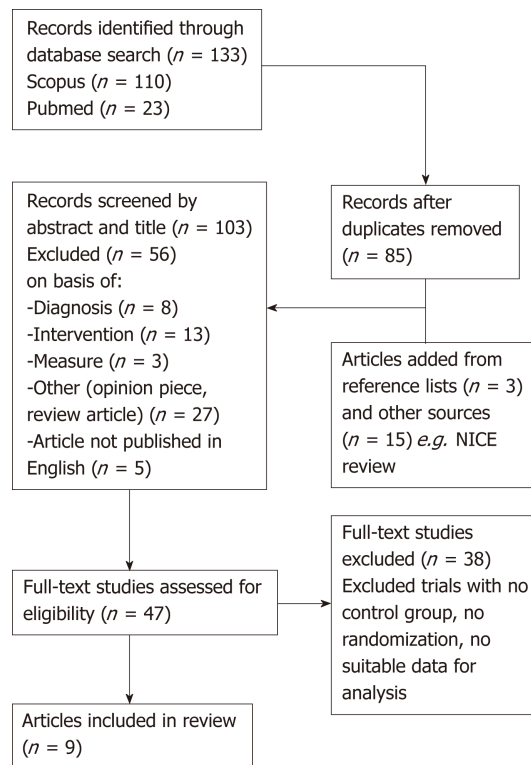 Records identified through
database search (n = 133)
Scopus (n = 110)
Pubmed (n = 23)
Records after
duplicates removed
(n = 85)
Articles added from
reference lists (n = 3)
and other sources
(n = 15) e.g. NICE
review
Records screened by
abstract and title (n = 103)
Excluded (n = 56)
on basis of:
-Diagnosis (n = 8)
-Intervention (n = 13)
-Measure (n = 3)
-Other (opinion piece,
review article) (n = 27)
-Article not published in
English (n = 5)
Full-text studies assessed for
eligibility (n = 47)
Full-text studies
excluded (n = 38)
Excluded trials with no
control group, no
randomization, no
suitable data for
analysis
Articles included in review
(n = 9)